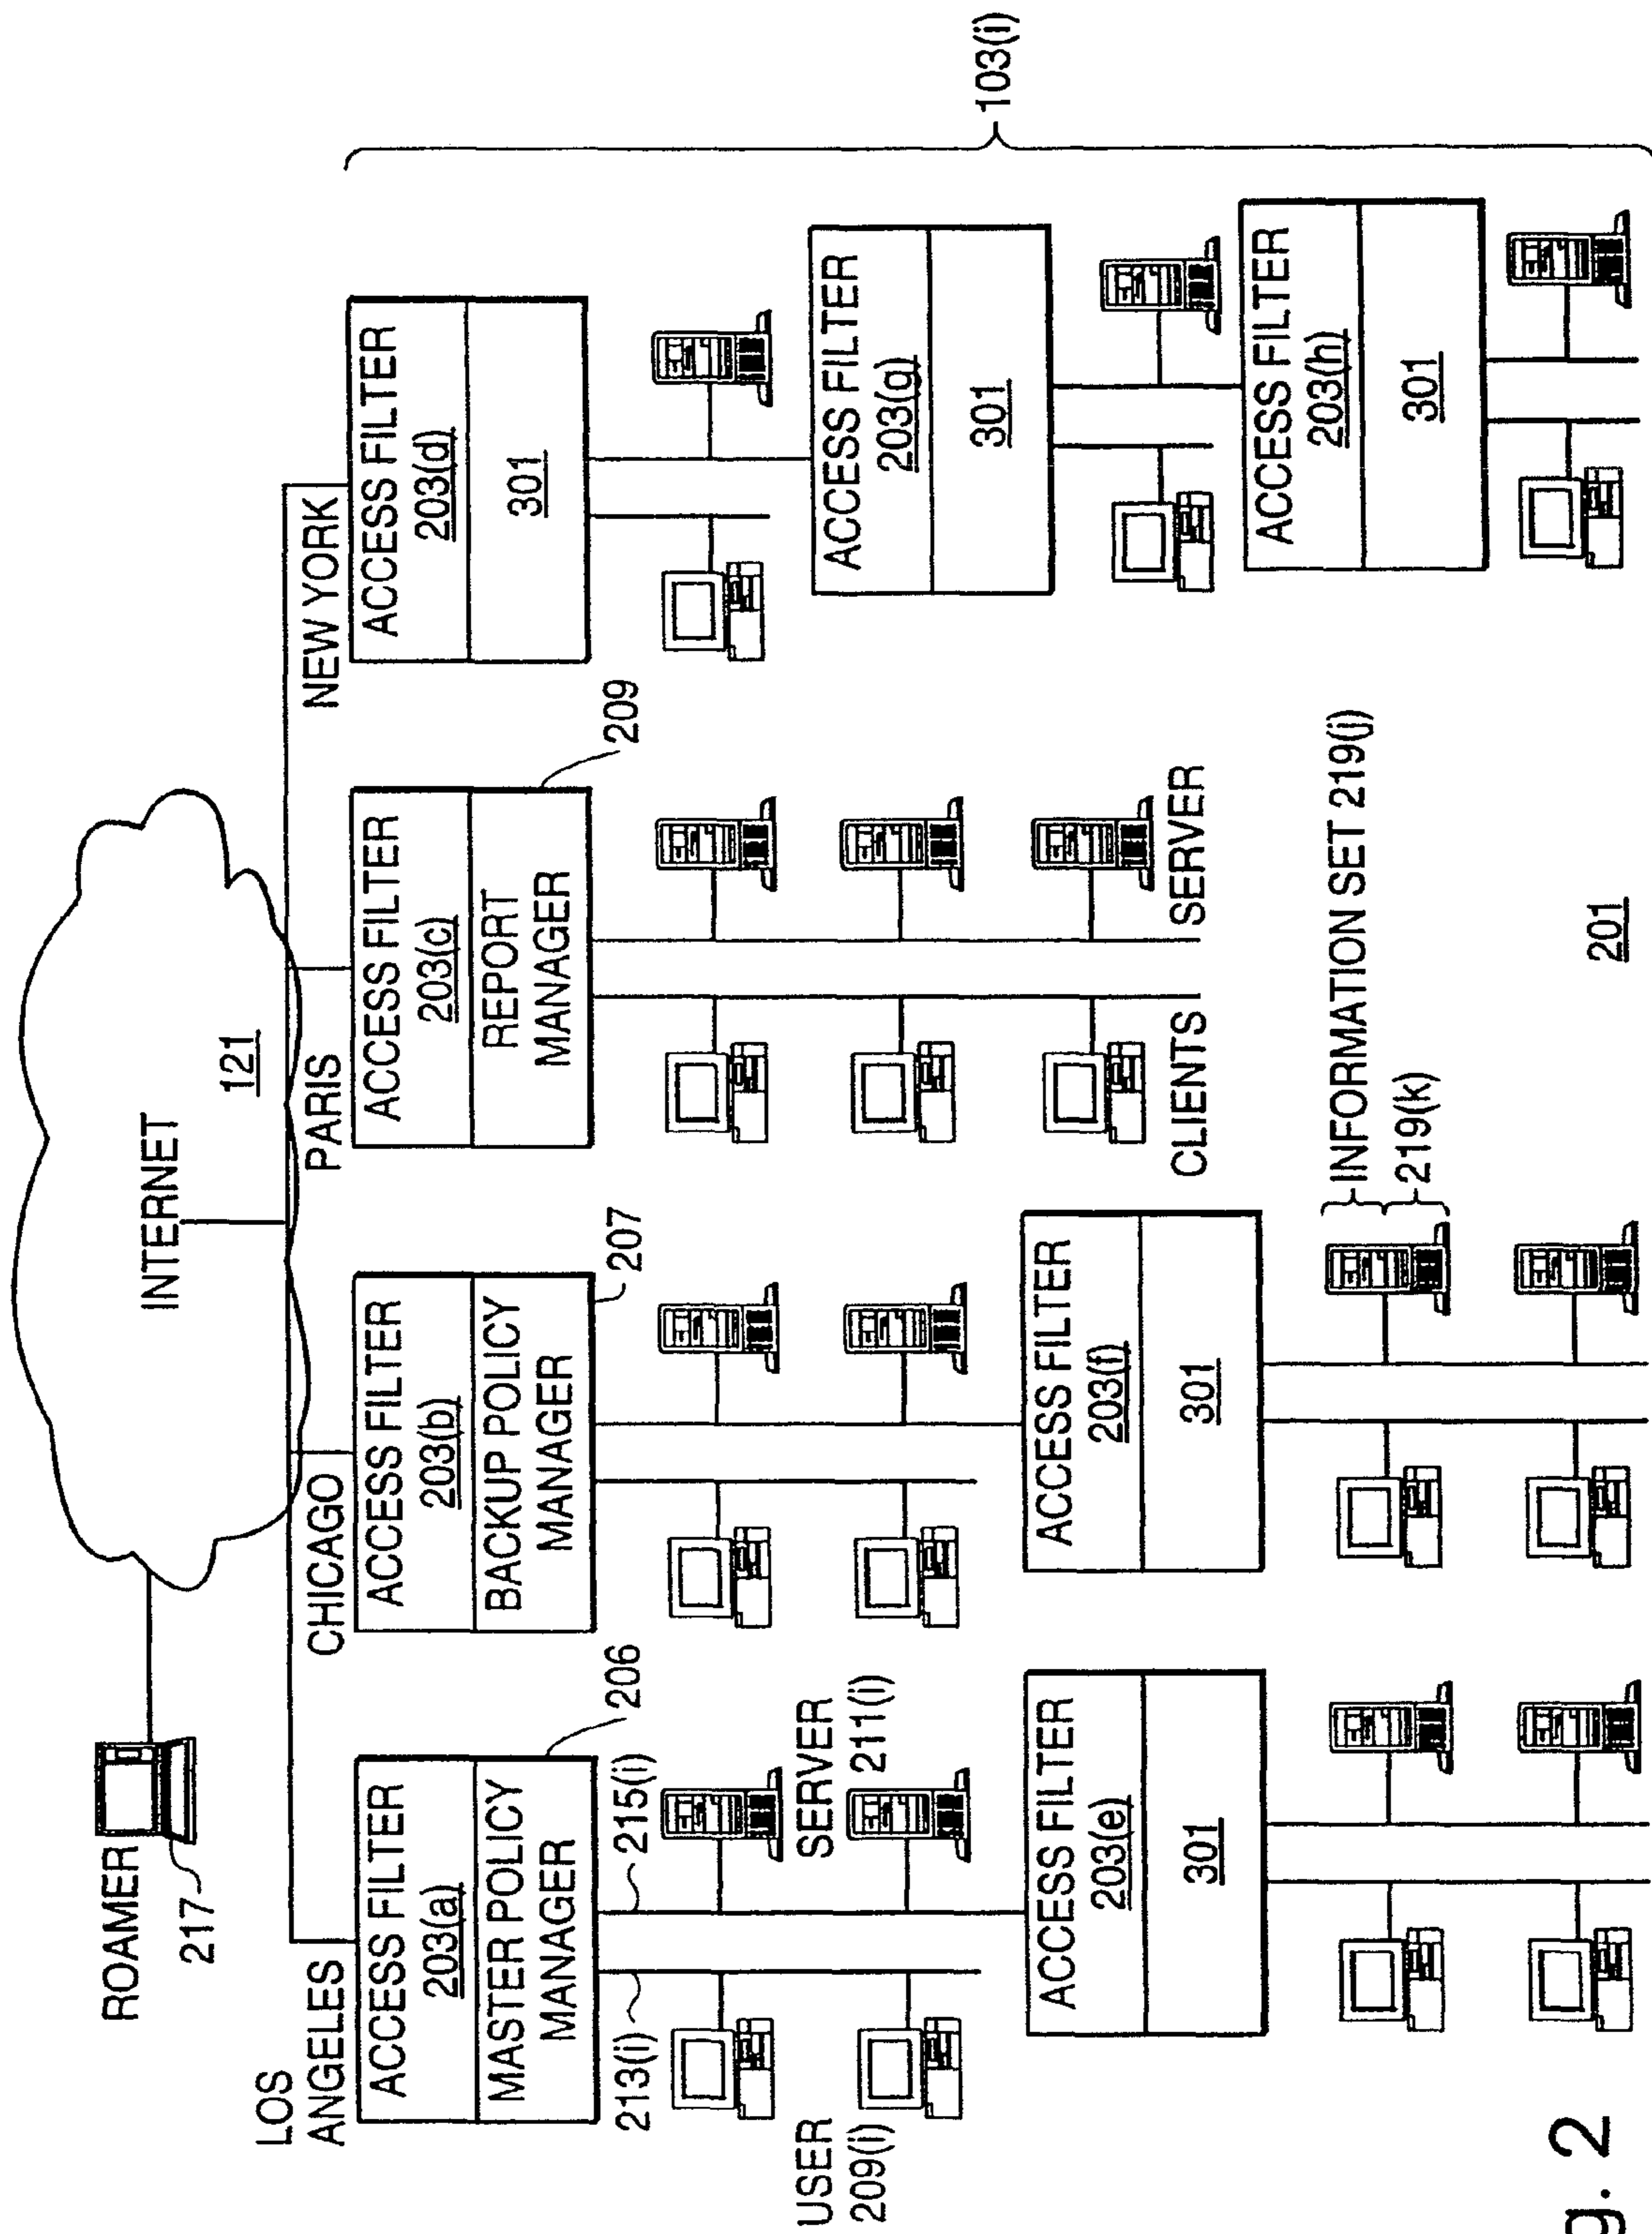 ROAMER
217
INTERNET
121
LOS
ANGELES
CHICAGO
PARIS
NEW YORK
ACCESS FILTER
203(a)
MASTER POLICY
MANAGER
206
ACCESS FILTER
203(b)
BACKUP POLICY
MANAGER
207
ACCESS FILTER
203(c)
REPORT
MANAGER
209
ACCESS FILTER
203(d)
301
213(i)
215(i)
USER
209(i)
SERVER
211(i)
ACCESS FILTER
203(e)
301
ACCESS FILTER
203(f)
301
CLIENTS
SERVER
ACCESS FILTER
203(g)
301
ACCESS FILTER
203(h)
301
103(i)
INFORMATION SET 219(j)
219(k)
201
g. 2